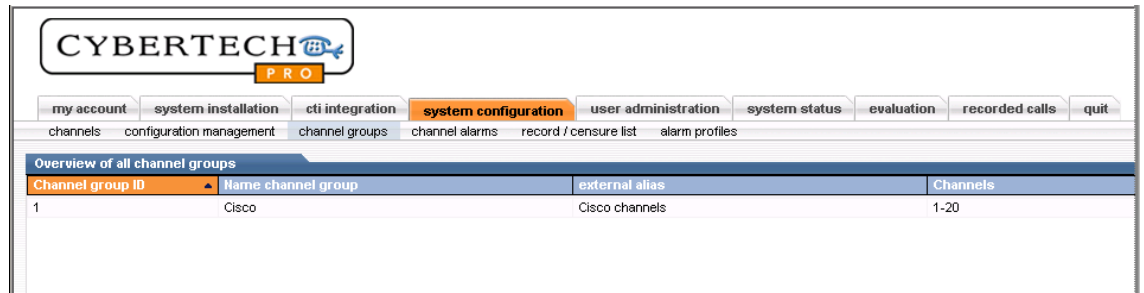 CYBERTECH
PRO
my account system installation cti integration system configuration user administration system status evaluation recorded calls quit
channels configuration management channel groups channel alarms record / censure list alarm profiles
Overview of all channel groups
Channel group ID Name channel group external alias Channels
1 Cisco Cisco channels 1-20